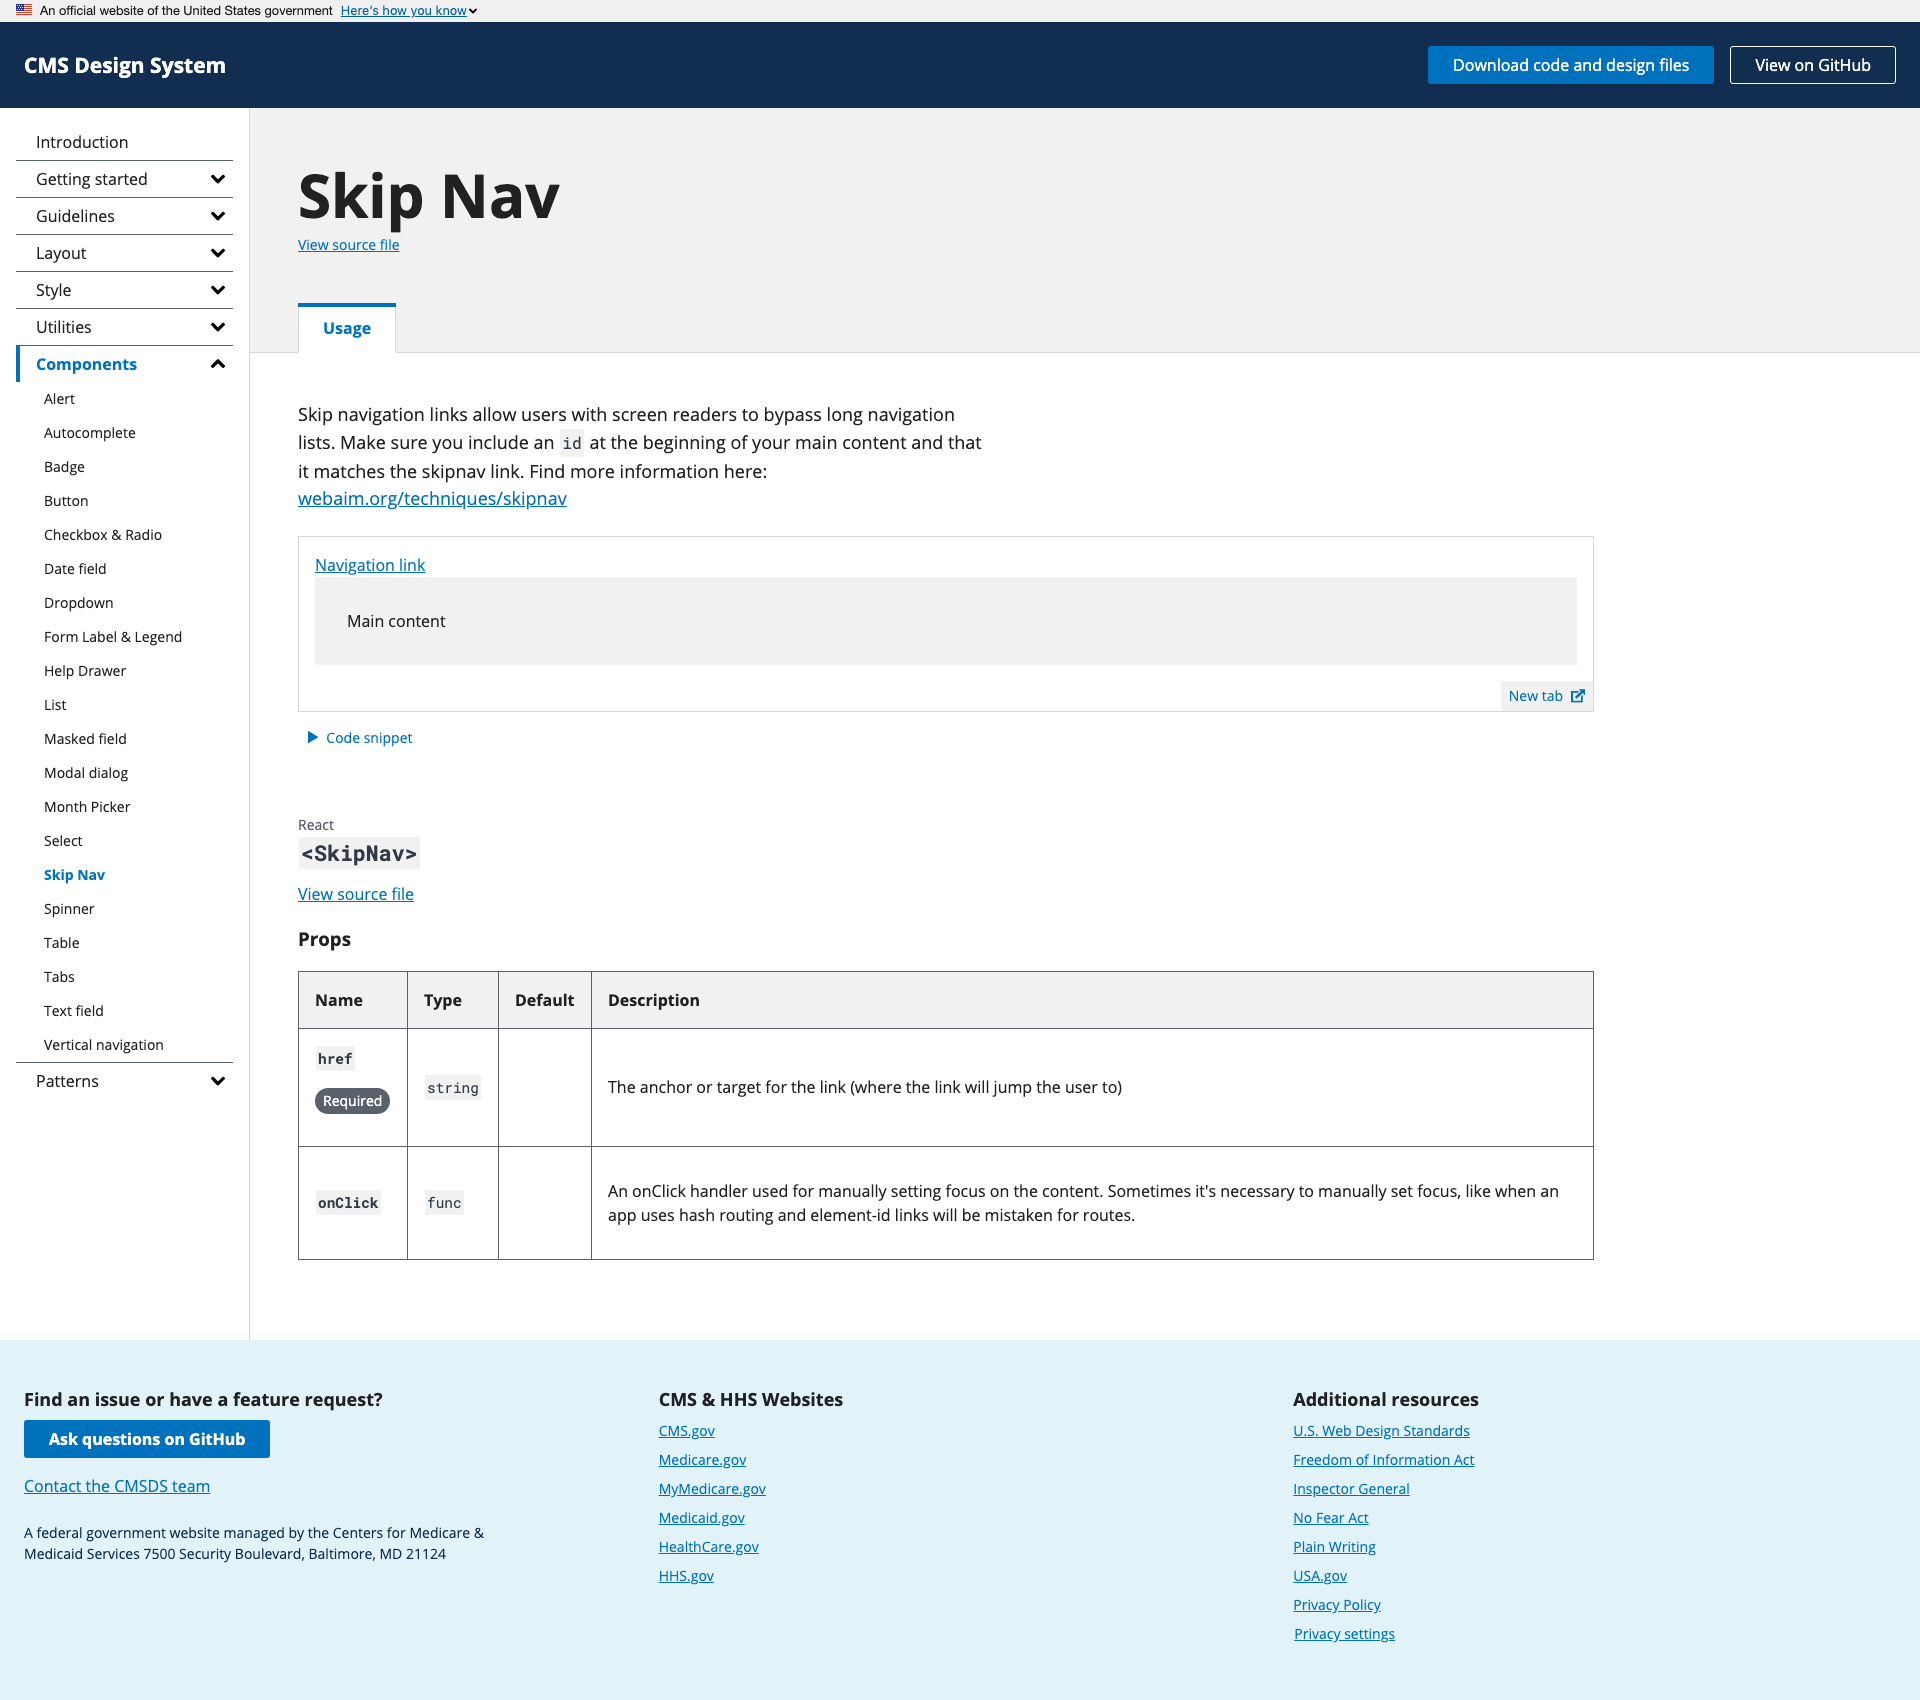 An official website of the United States government Here's how you know
CMS Design System
Download code and design files
View on GitHub
Introduction
Getting started
Guidelines
Layout
Style
Utilities
Components
Alert
Autocomplete
Badge
Button
Checkbox & Radio
Date field
Dropdown
Form Label & Legend
Help Drawer
List
Masked field
Modal dialog
Month Picker
Select
Skip Nav
Spinner
Table
Tabs
Text field
Vertical navigation
Patterns
Skip Nav
View source file
Usage
Skip navigation links allow users with screen readers to bypass long navigation
lists. Make sure you include an id at the beginning of your main content and that
it matches the skipnav link. Find more information here:
webaim.org/techniques/skipnav
Navigation link
Main content
New tab
Code snippet
React
<SkipNav>
View source file
Props
Name Type Default Description
href
Required
string
The anchor or target for the link (where the link will jump the user to)
onClick
func
An onClick handler used for manually setting focus on the content. Sometimes it's necessary to manually set focus, like when an
app uses hash routing and element-id links will be mistaken for routes.
Find an issue or have a feature request?
Ask questions on GitHub
Contact the CMSDS team
A federal government website managed by the Centers for Medicare &
Medicaid Services 7500 Security Boulevard, Baltimore, MD 21124
CMS & HHS Websites
CMS.gov
Medicare.gov
MyMedicare.gov
Medicaid.gov
HealthCare.gov
HHS.gov
Additional resources
U.S. Web Design Standards
Freedom of Information Act
Inspector General
No Fear Act
Plain Writing
USA.gov
Privacy Policy
Privacy settings